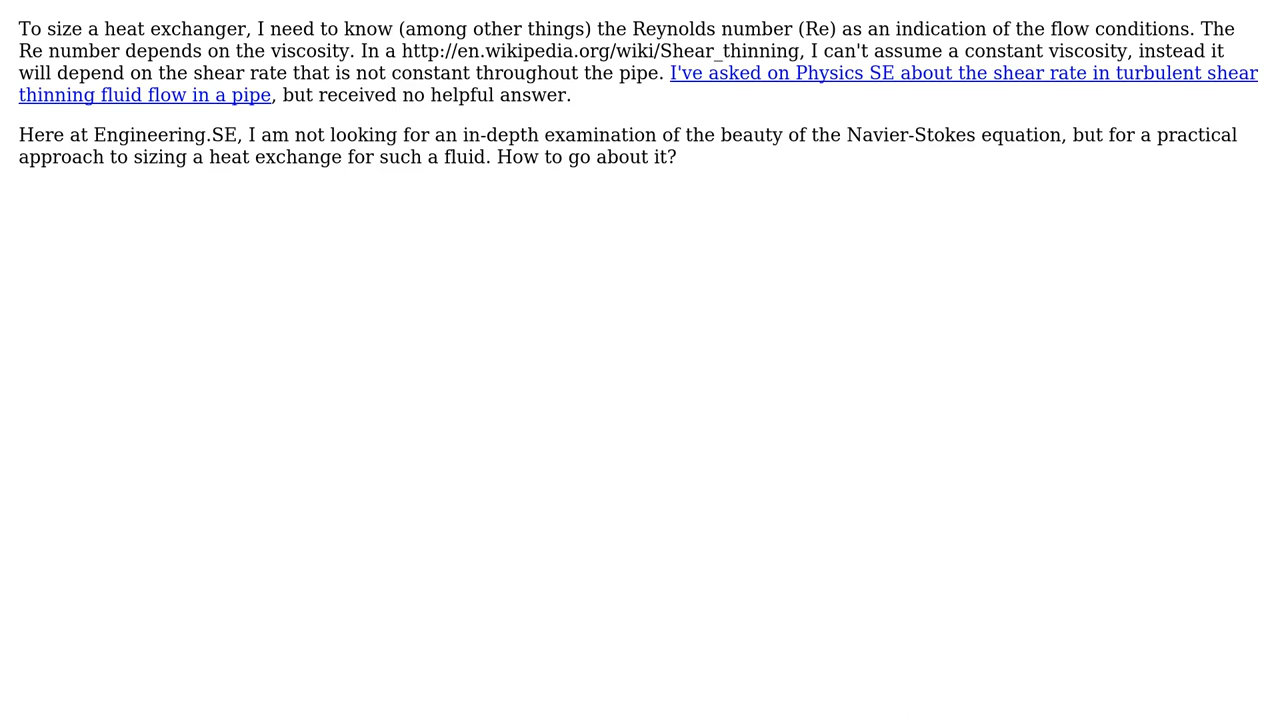 To size a heat exchanger, I need to know (among other things) the Reynolds number (Re) as an indication of the flow conditions. The
Re number depends on the viscosity. In a http://en.wikipedia.org/wiki/Shear_thinning, I can't assume a constant viscosity, instead it
will depend on the shear rate that is not constant throughout the pipe. I've asked on Physics SE about the shear rate in turbulent shear
thinning fluid flow in a pipe, but received no helpful answer.
Here at Engineering.SE, I am not looking for an in-depth examination of the beauty of the Navier-Stokes equation, but for a practical
approach to sizing a heat exchange for such a fluid. How to go about it?